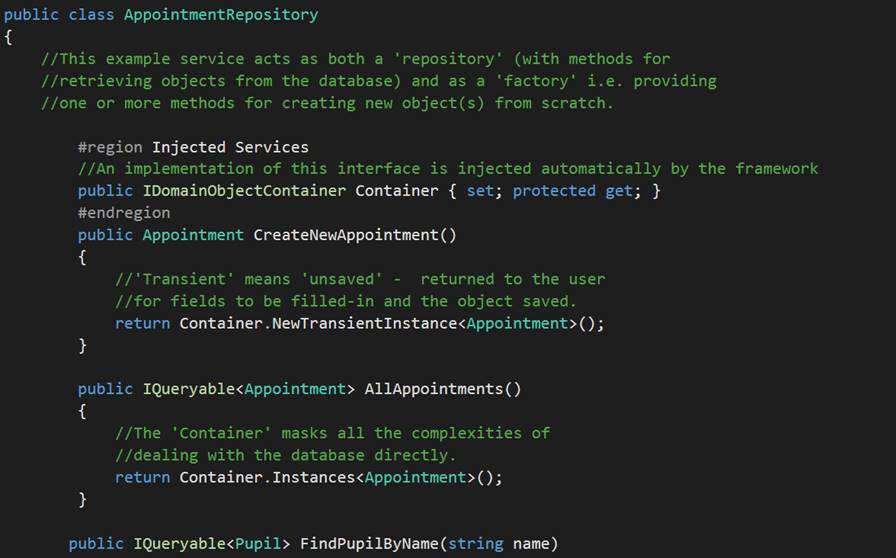 public class AppointmentRepository
{
//This example service acts as both a 'repository' (with methods for
//retrieving objects from the database) and as a 'factory' i.e. providing
//one or more methods for creating new object(s) from scratch.
#region Injected Services
//An implementation of this interface is injected automatically by the framework
public IDomainObjectContainer Container { set; protected get; }
#endregion
public Appointment CreateNewAppointment()
{
//'Transient' means 'unsaved' -  returned to the user
//for fields to be filled-in and the object saved.
return Container.NewTransientInstance<Appointment>();
}
public IQueryable<Appointment> AllAppointments()
{
//The 'Container' masks all the complexities of
//dealing with the database directly.
return Container.Instances<Appointment>();
}
public IQueryable<Pupil> FindPupilByName(string name)